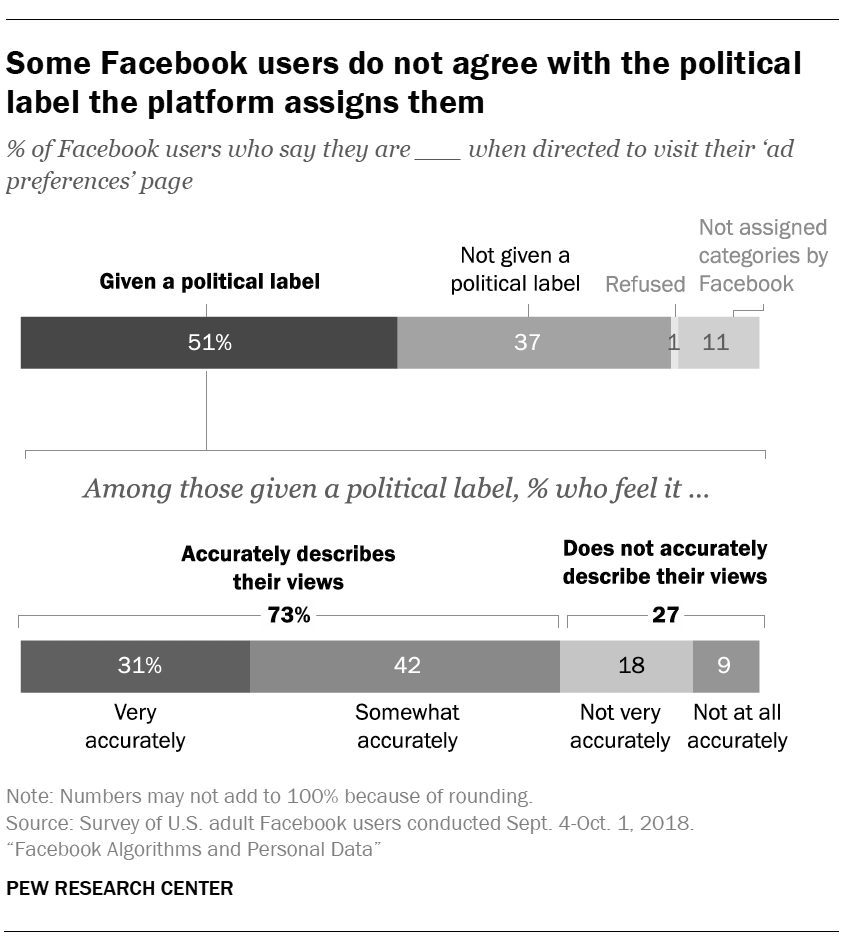 Some Facebook users do not agree with the political
label the platform assigns them
% of Facebook users who say they are ___ when directed to visit their ‘ad
preferences’ page
Given a political label
Not given a
political label
Refused
Not assigned
categories by
Facebook
51%
37
1
11
Among those given a political label, % who feel it ...
Accurately describes
their views
73%
Does not accurately
describe their views
27
31%
42
18
9
Very
accurately
Somewhat
accurately
Not very
accurately
Not at all
accurately
Note: Numbers may not add to 100% because of rounding.
Source: Survey of U.S. adult Facebook users conducted Sept. 4-Oct. 1, 2018.
“Facebook Algorithms and Personal Data”
PEW RESEARCH CENTER